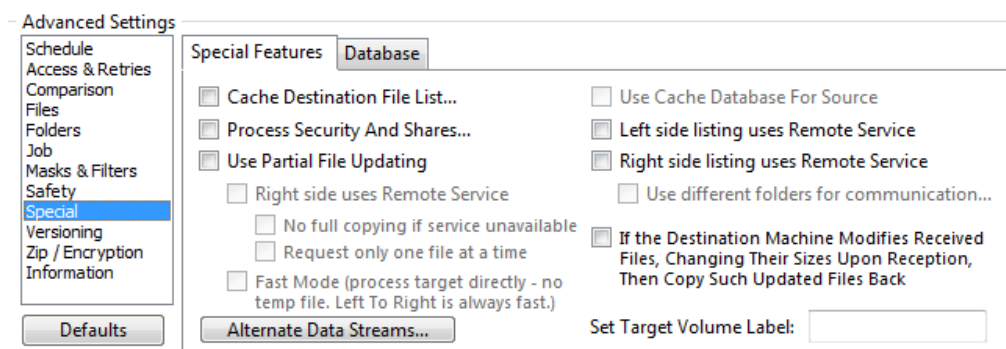 Advanced Settings
Schedule
Access & Retries
Comparison
Files
Folders
Job
Masks & Filters
Safety
Special
Versioning
Zip / Encryption
Information
Defaults
Special Features
Database
Cache Destination File List...
Process Security And Shares...
Use Partial File Updating
Right side uses Remote Service
No full copying if service unavailable
Request only one file at a time
Fast Mode (process target directly - no
temp file. Left To Right is always fast.)
Alternate Data Streams...
Use Cache Database For Source
Left side listing uses Remote Service
Right side listing uses Remote Service
Use different folders for communication...
If the Destination Machine Modifies Received
Files, Changing Their Sizes Upon Reception,
Then Copy Such Updated Files Back
Set Target Volume Label: